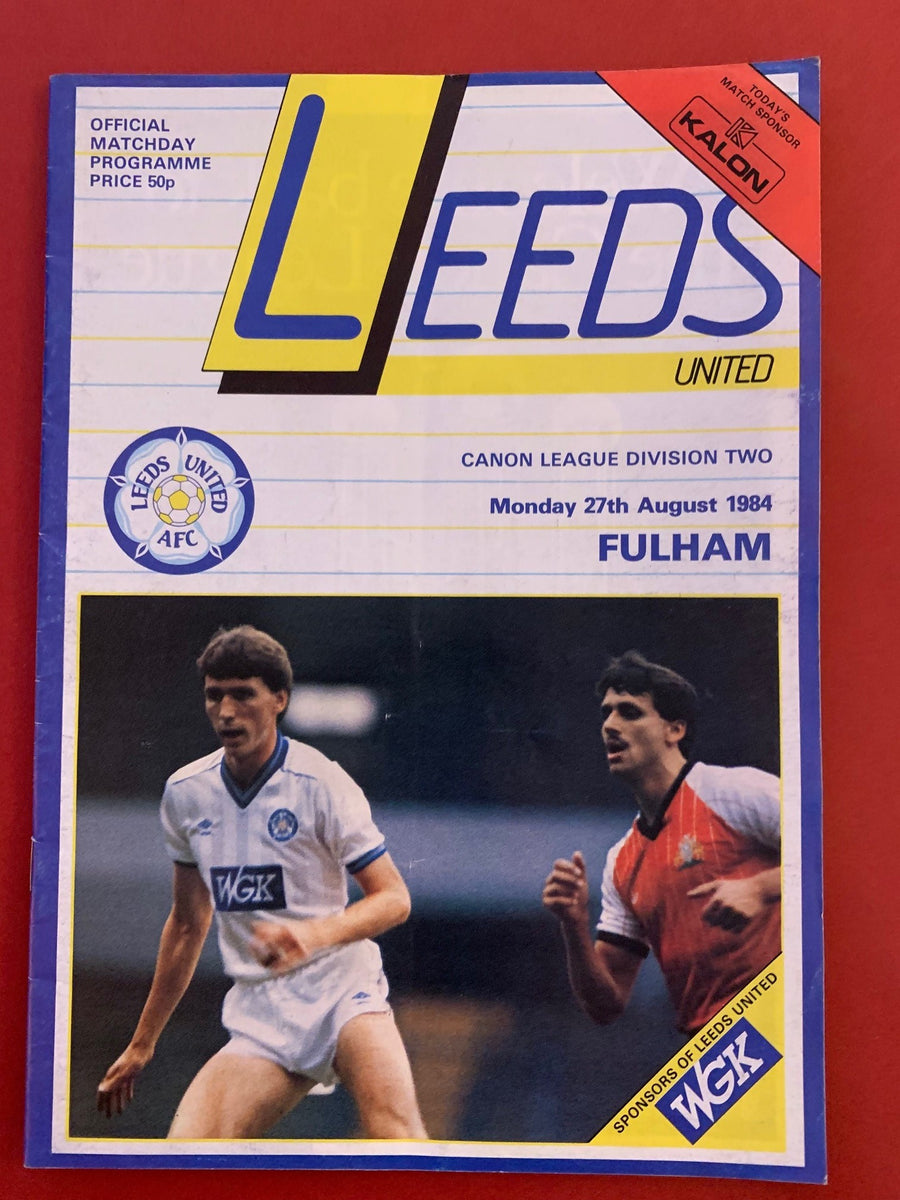 OFFICIAL
MATCHDAY
PROGRAMME
PRICE 50p
TODAY'S
MATCH SPONSOR
K
KALON
LEEDS
UNITED
LEEDS UNITED
AFC
CANON LEAGUE DIVISION TWO
Monday 27th August 1984
FULHAM
WGK
SPONSORS OF LEEDS UNITED
WGK